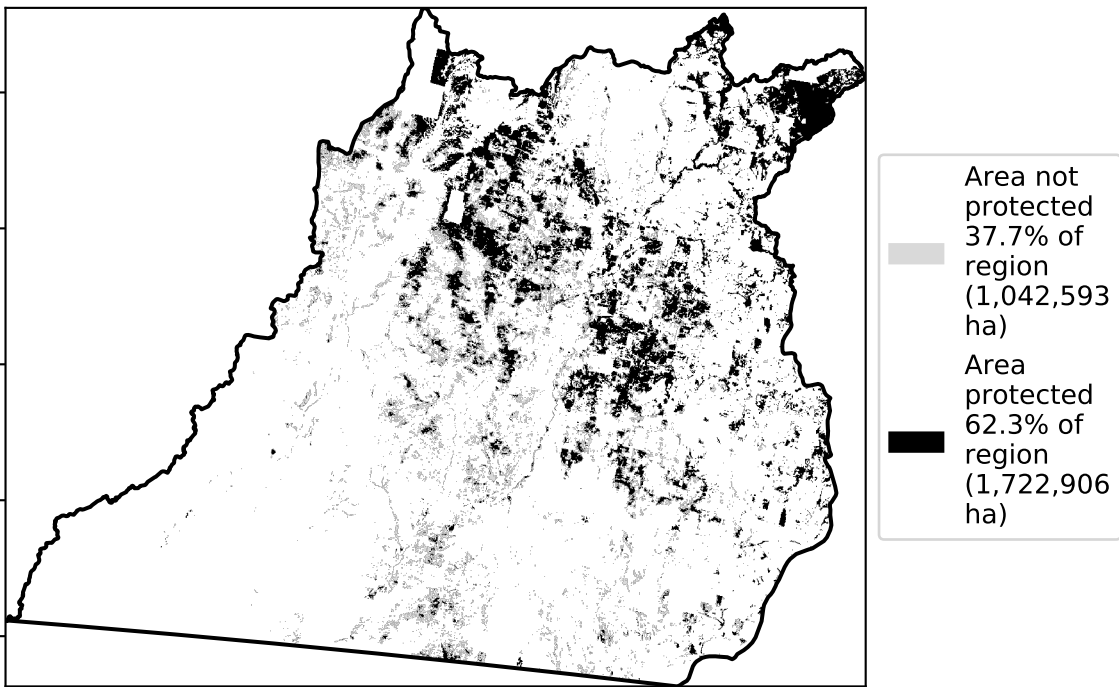 Area not
protected
37.7% of
region
(1,042,593
ha)
Area
protected
62.3% of
region
(1,722,906
ha)